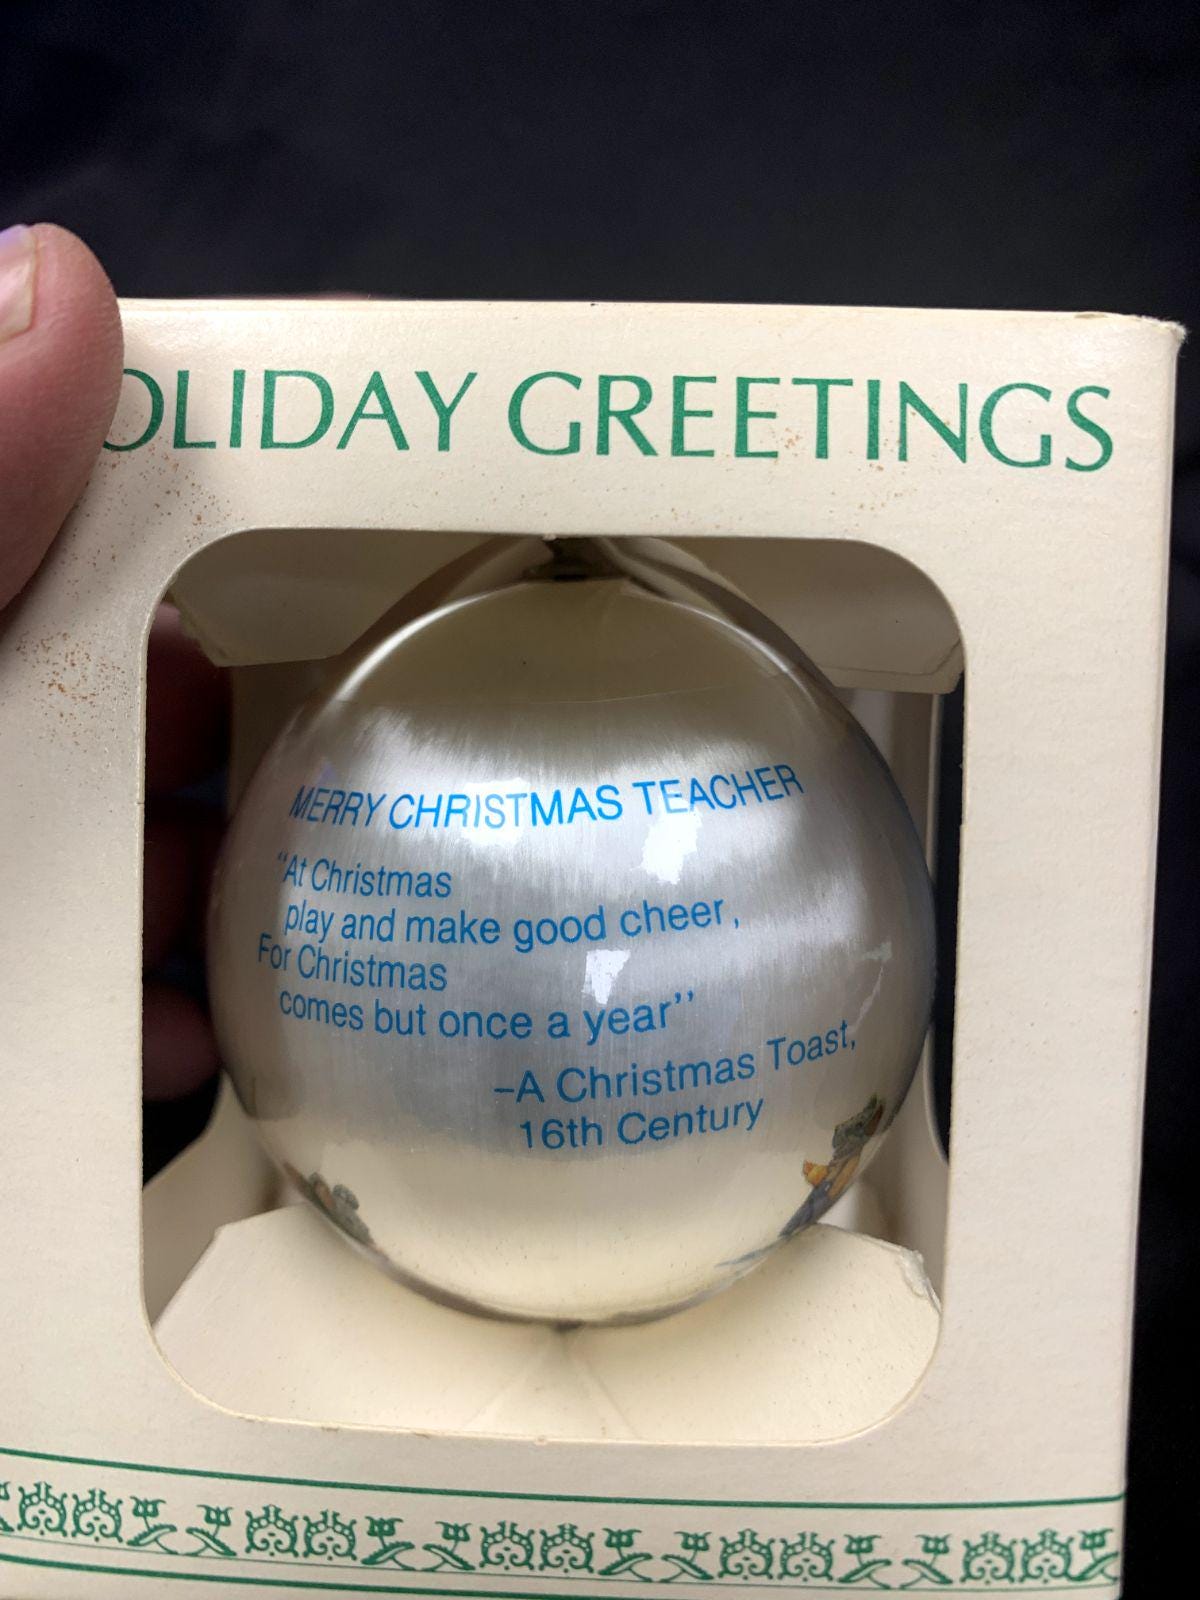 OLIDAY GREETINGS
MERRY CHRISTMAS TEACHER
“At Christmas
play and make good cheer,
For Christmas
comes but once a year”
–A Christmas Toast,
16th Century